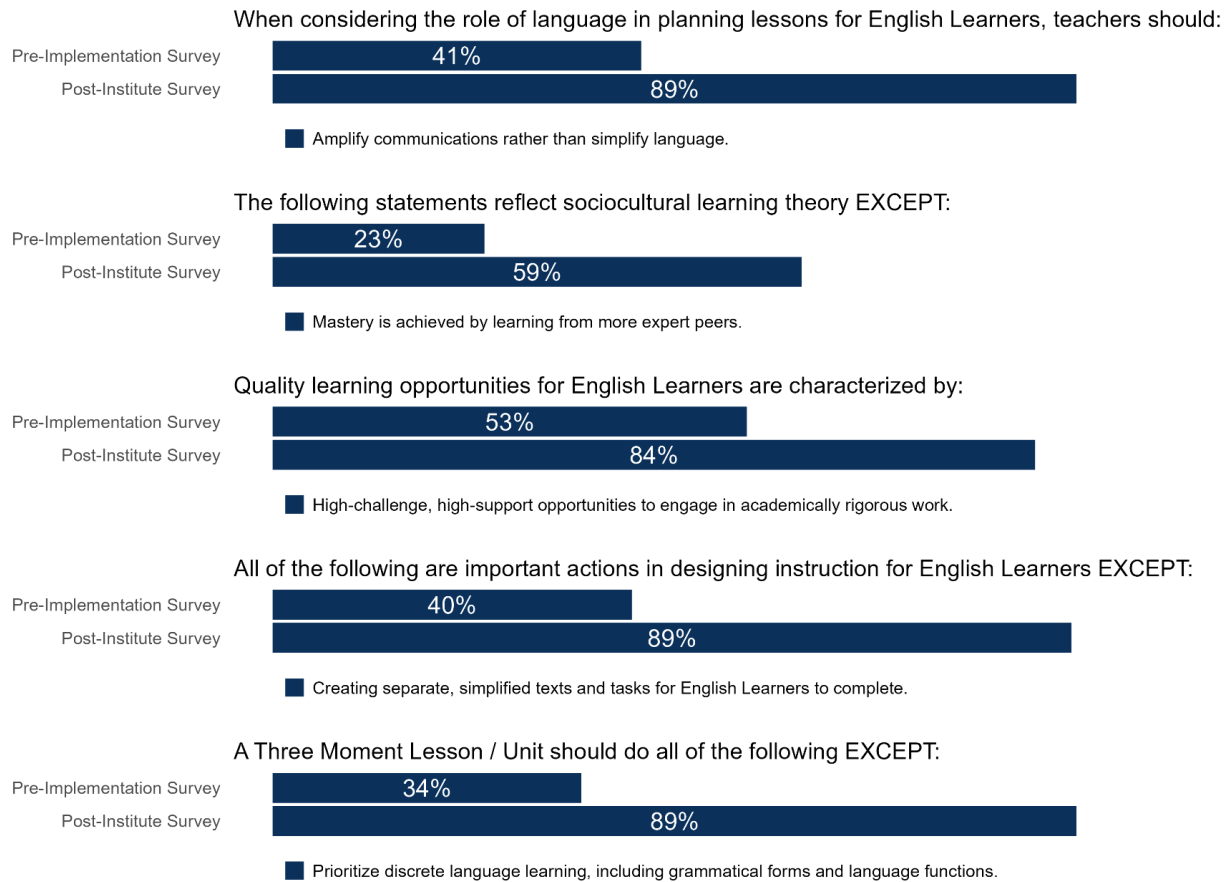 When considering the role of language in planning lessons for English Learners, teachers should:
Pre-Implementation Survey 41%
Post-Institute Survey 89%
Amplify communications rather than simplify language.
The following statements reflect sociocultural learning theory EXCEPT:
Pre-Implementation Survey 23%
Post-Institute Survey 59%
Mastery is achieved by learning from more expert peers.
Quality learning opportunities for English Learners are characterized by:
Pre-Implementation Survey 53%
Post-Institute Survey 84%
High-challenge, high-support opportunities to engage in academically rigorous work.
All of the following are important actions in designing instruction for English Learners EXCEPT:
Pre-Implementation Survey 40%
Post-Institute Survey 89%
Creating separate, simplified texts and tasks for English Learners to complete.
A Three Moment Lesson / Unit should do all of the following EXCEPT:
Pre-Implementation Survey 34%
Post-Institute Survey 89%
Prioritize discrete language learning, including grammatical forms and language functions.